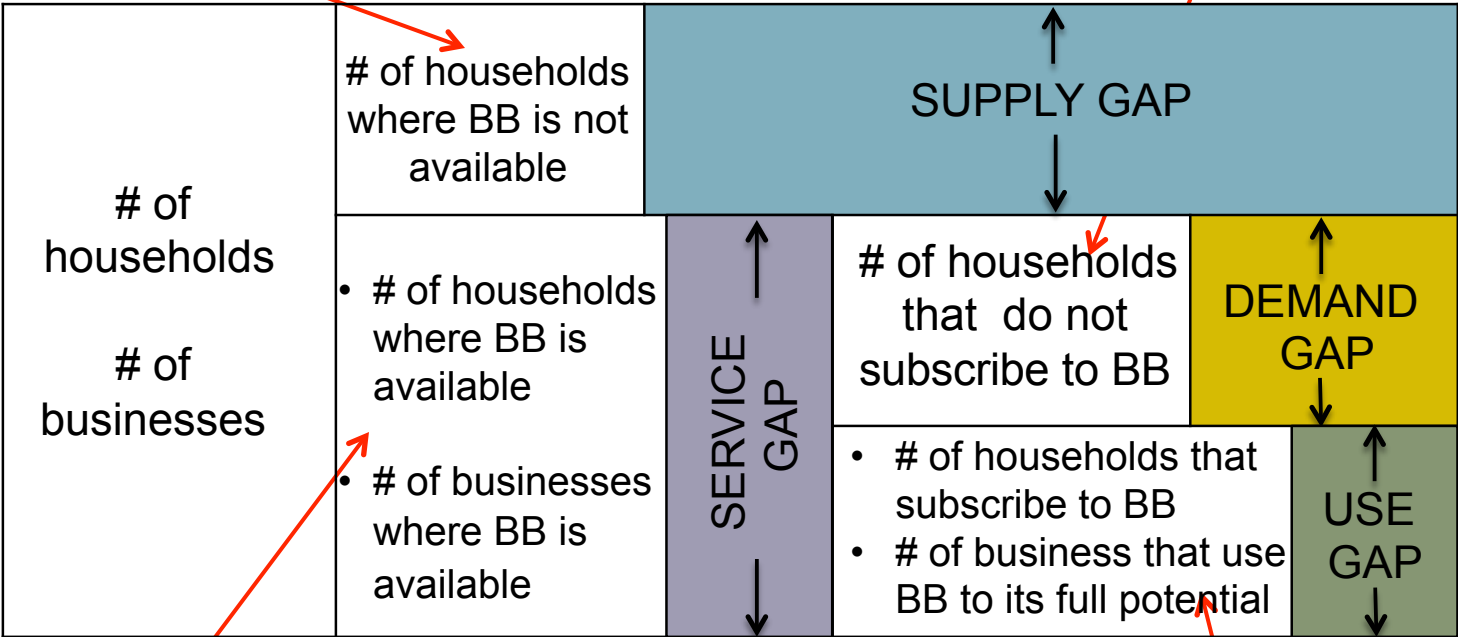 # of
households
# of
businesses
# of households
where BB is not
available
SUPPLY GAP
• # of households
where BB is
available
• # of businesses
where BB is
available
SERVICE
GAP
# of households
that do not
subscribe to BB
DEMAND
GAP
• # of households that
subscribe to BB
• # of business that use
BB to its full potential
USE
GAP